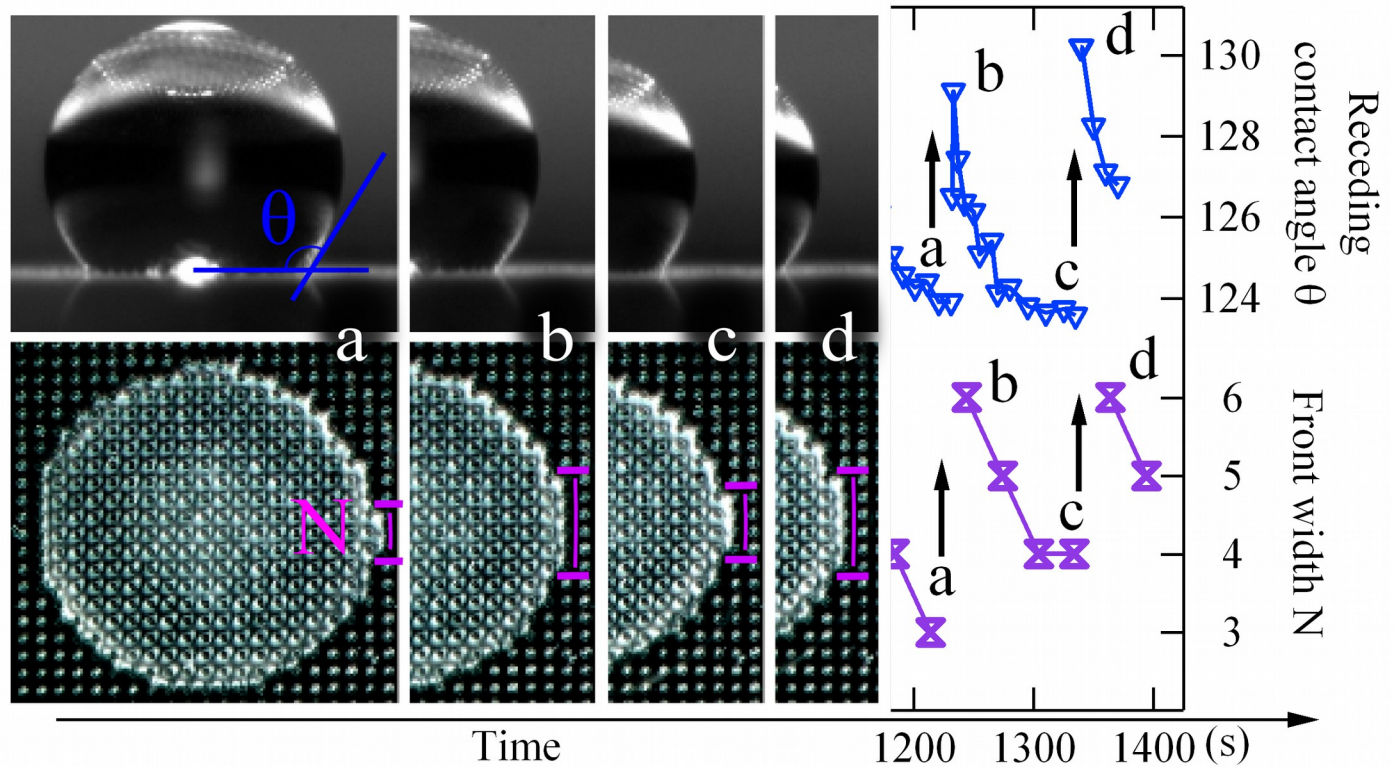 θ
a
b
c
d
N
Time
b
d
a
c
130
128
126
124
Receding
contact angle θ
b
d
a
c
6
5
4
3
Front width N
1200
1300
1400
(s)